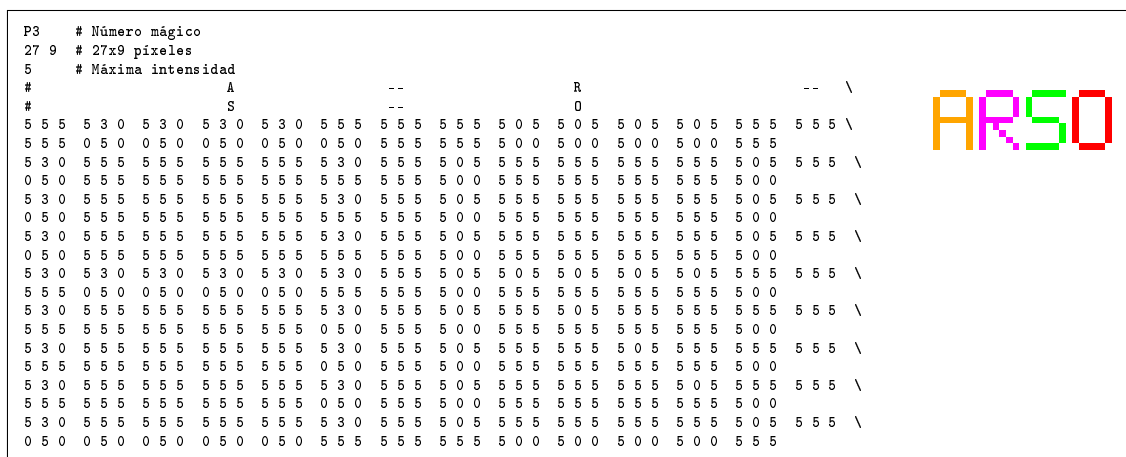 P3 # Número mágico
27 9 # 27x9 píxeles
5 # Máxima intensidad
# A -- R -- \
# S -- O
5 5 5 5 3 0 5 3 0 5 3 0 5 3 0 5 5 5 5 5 5 5 5 5 5 0 5 5 0 5 5 0 5 5 0 5 5 5 5 5 5 5 \
5 5 5 0 5 0 0 5 0 0 5 0 0 5 0 5 5 5 5 5 5 5 5 5 5 0 0 5 0 0 5 0 0 5 0 0 5 5 5
5 3 0 5 5 5 5 5 5 5 5 5 5 5 5 5 3 0 5 5 5 5 0 5 5 5 5 5 5 5 5 5 5 5 5 5 5 0 5 5 5 5 \
0 5 0 5 5 5 5 5 5 5 5 5 5 5 5 5 5 5 5 5 5 5 0 0 5 5 5 5 5 5 5 5 5 5 5 5 5 0 0
5 3 0 5 5 5 5 5 5 5 5 5 5 5 5 5 3 0 5 5 5 5 0 5 5 5 5 5 5 5 5 5 5 5 5 5 5 0 5 5 5 5 \
0 5 0 5 5 5 5 5 5 5 5 5 5 5 5 5 5 5 5 5 5 5 0 0 5 5 5 5 5 5 5 5 5 5 5 5 5 0 0
5 3 0 5 5 5 5 5 5 5 5 5 5 5 5 5 3 0 5 5 5 5 0 5 5 5 5 5 5 5 5 5 5 5 5 5 5 0 5 5 5 5 \
0 5 0 5 5 5 5 5 5 5 5 5 5 5 5 5 5 5 5 5 5 5 0 0 5 5 5 5 5 5 5 5 5 5 5 5 5 0 0
5 3 0 5 3 0 5 3 0 5 3 0 5 3 0 5 3 0 5 5 5 5 0 5 5 0 5 5 0 5 5 0 5 5 0 5 5 5 5 5 5 5 \
5 5 5 0 5 0 0 5 0 0 5 0 0 5 0 5 5 5 5 5 5 5 0 0 5 5 5 5 5 5 5 5 5 5 5 5 5 0 0
5 3 0 5 5 5 5 5 5 5 5 5 5 5 5 5 3 0 5 5 5 5 0 5 5 5 5 5 0 5 5 5 5 5 5 5 5 5 5 5 5 5 \
5 5 5 5 5 5 5 5 5 5 5 5 5 5 5 0 5 0 5 5 5 5 0 0 5 5 5 5 5 5 5 5 5 5 5 5 5 0 0
5 3 0 5 5 5 5 5 5 5 5 5 5 5 5 5 3 0 5 5 5 5 0 5 5 5 5 5 5 5 5 0 5 5 5 5 5 5 5 5 5 5 \
5 5 5 5 5 5 5 5 5 5 5 5 5 5 5 0 5 0 5 5 5 5 0 0 5 5 5 5 5 5 5 5 5 5 5 5 5 0 0
5 3 0 5 5 5 5 5 5 5 5 5 5 5 5 5 3 0 5 5 5 5 0 5 5 5 5 5 5 5 5 5 5 5 0 5 5 5 5 5 5 5 \
5 5 5 5 5 5 5 5 5 5 5 5 5 5 5 0 5 0 5 5 5 5 0 0 5 5 5 5 5 5 5 5 5 5 5 5 5 0 0
5 3 0 5 5 5 5 5 5 5 5 5 5 5 5 5 3 0 5 5 5 5 0 5 5 5 5 5 5 5 5 5 5 5 5 5 5 0 5 5 5 5 \
0 5 0 0 5 0 0 5 0 0 5 0 0 5 0 5 5 5 5 5 5 5 5 5 5 0 0 5 0 0 5 0 0 5 0 0 5 5 5
ARSO